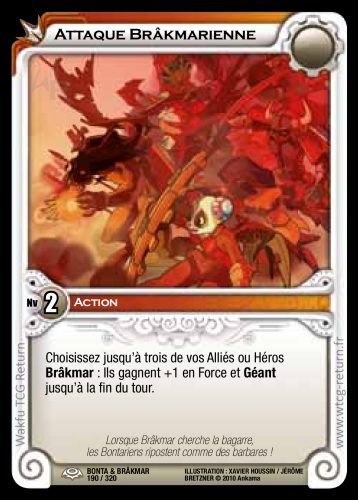 Attaque Brâkmarienne
Nv 2 Action
Choisissez jusqu'à trois de vos Alliés ou Héros
Brâkmar : Ils gagnent +1 en Force et Géant
jusqu'à la fin du tour.
Lorsque Brâkmar cherche la bagarre,
les Bontariens ripostent comme des barbares !
BONTA & BRÂKMAR
190 / 320
ILLUSTRATION : XAVIER HOUSSIN / JÉRÔME
BRETZNER © 2010 Ankama
Wakfu TCG Return
www.wtcg-return.fr